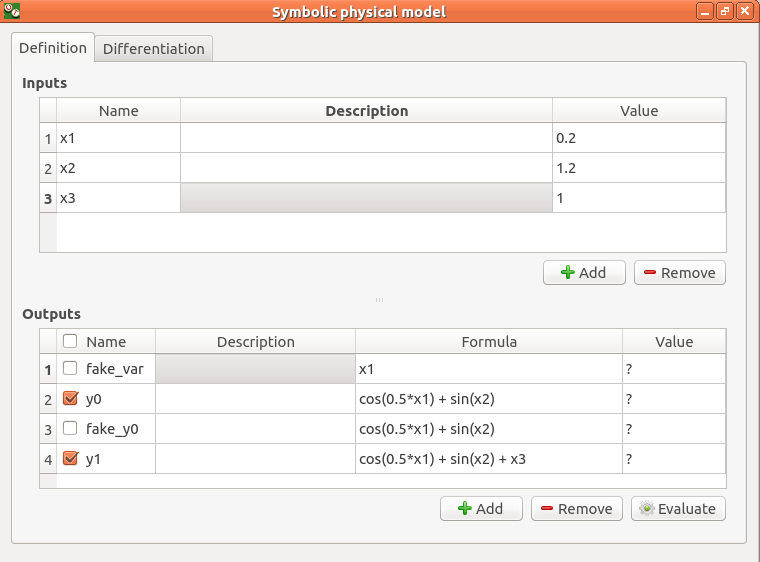 Symbolic physical model
Definition Differentiation
Inputs
Name Description Value
1 x1 0.2
2 x2 1.2
3 x3 1
Add Remove
Outputs
Name Description Formula Value
1 fake_var x1 ?
2 y0 cos(0.5*x1) + sin(x2) ?
3 fake_y0 cos(0.5*x1) + sin(x2) ?
4 y1 cos(0.5*x1) + sin(x2) + x3 ?
Add Remove Evaluate